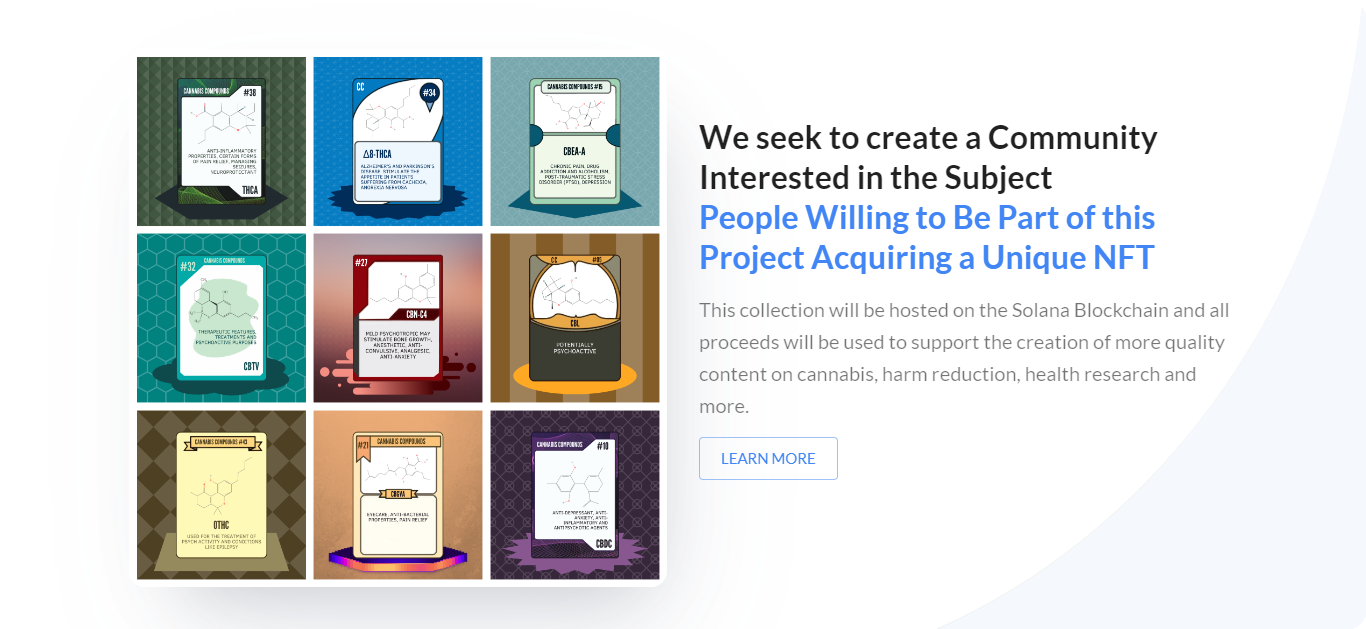 CANNABIS COMPOUNDS
#38
ANTI-INFLAMMATORY
PROPERTIES, CERTAIN FORMS
OF PAIN RELIEF, MANAGING
SEIZURES,
NEUROPROTECTANT
THCA
CC
#34
Δ8-THCA
ALZHEIMER'S AND PARKINSON'S
DISEASE. STIMULATE THE
APPETITE IN PATIENTS
SUFFERING FROM CACHEXIA,
ANOREXIA NERVOSA
CANNABIS COMPOUNDS #15
CBEA-A
CHRONIC PAIN, DRUG
ADDICTION AND ALCOHOLISM,
POST-TRAUMATIC STRESS
DISORDER (PTSD), DEPRESSION
#32
CANNABIS COMPOUNDS
THERAPEUTIC FEATURES,
TREATMENTS AND
PSYCHOACTIVE PURPOSES
CBTV
#27
CBN-C4
MILD PSYCHOTROPIC MAY
STIMULATE BONE GROWTH,
ANESTHETIC, ANTI-
CONVULSIVE, ANALGESIC,
ANTI-ANXIETY
CC
CBL
POTENTIALLY
PSYCHOACTIVE
CANNABIS COMPOUNDS #43
OTHC
USED FOR THE TREATMENT OF
PSYCH ACTIVITY AND CONDITIONS
LIKE EPILEPSY
#21
CANNABIS COMPOUNDS
CBGVA
EYECARE, ANTI-BACTERIAL
PROPERTIES, PAIN RELIEF
CANNABIS COMPOUNDS
#10
ANTI-DEPRESSANT, ANTI-
ANXIETY, ANTI-
INFLAMMATORY AND
ANTIPSYCHOTIC AGENTS
CBDC
We seek to create a Community
Interested in the Subject
People Willing to Be Part of this
Project Acquiring a Unique NFT
This collection will be hosted on the Solana Blockchain and all
proceeds will be used to support the creation of more quality
content on cannabis, harm reduction, health research and
more.
LEARN MORE